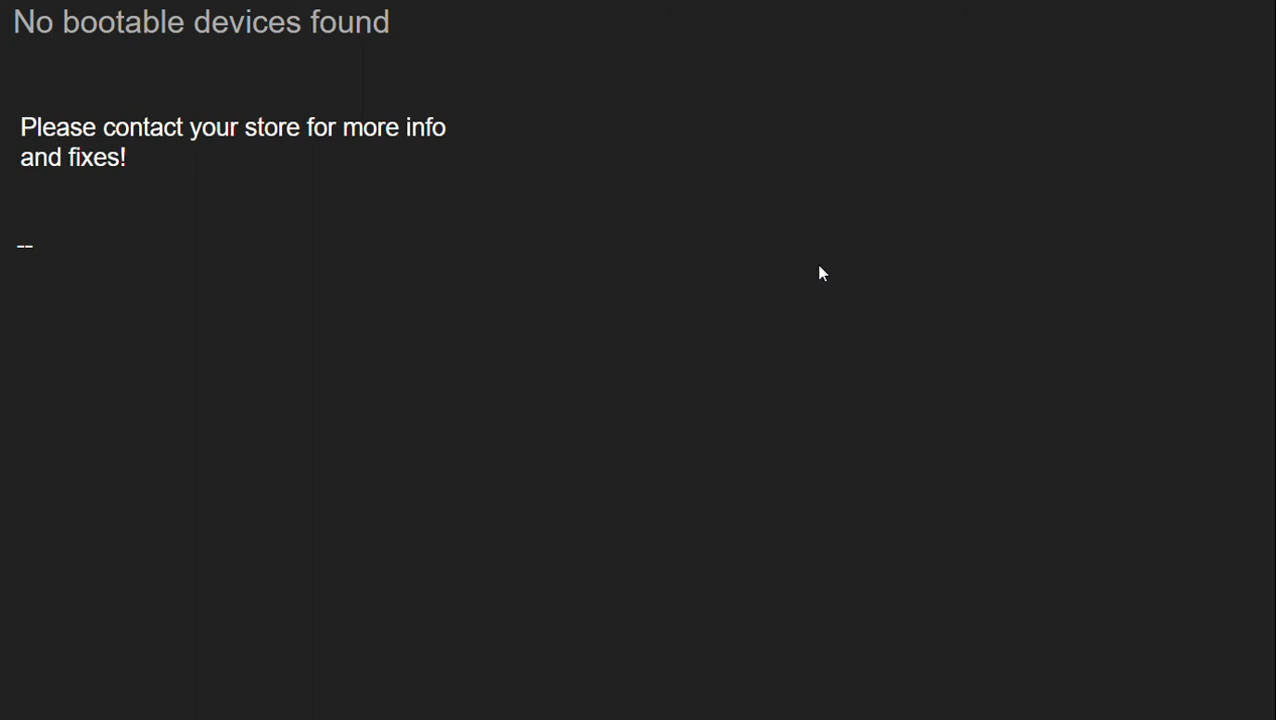 No bootable devices found
Please contact your store for more info
and fixes!
--